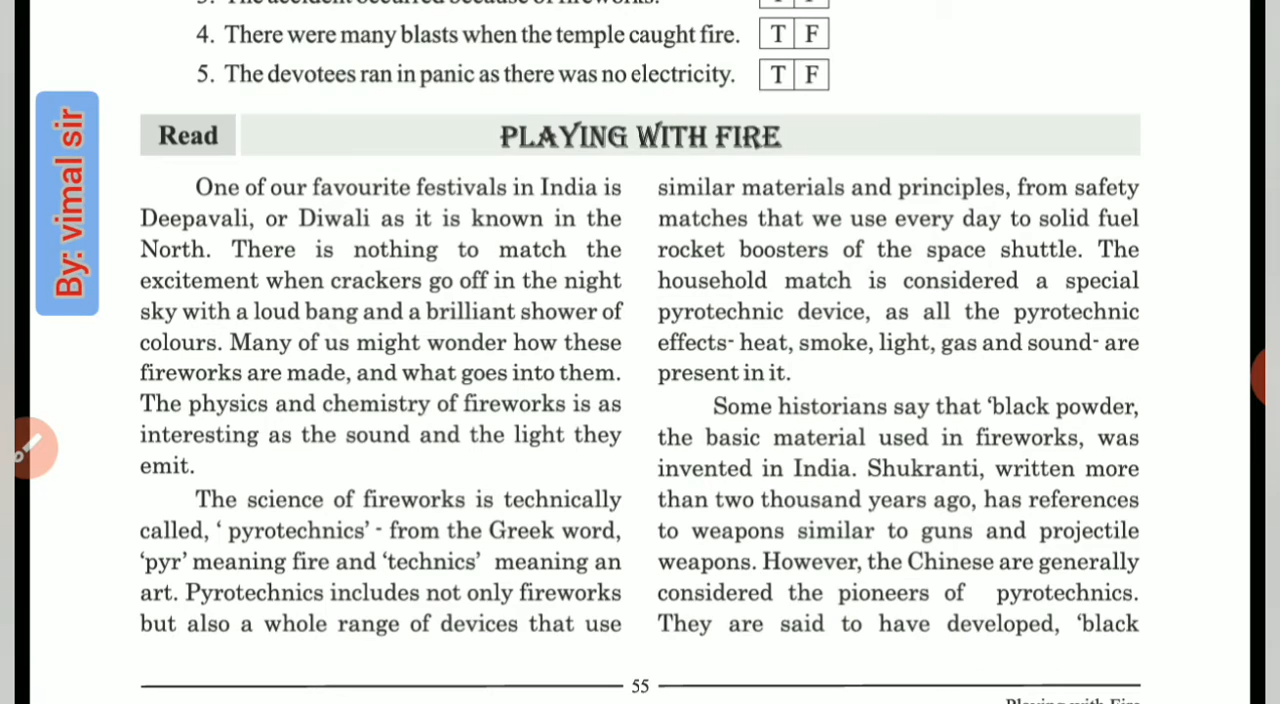 4. There were many blasts when the temple caught fire. T F
5. The devotees ran in panic as there was no electricity. T F
By: vimal sir
Read PLAYING WITH FIRE
One of our favourite festivals in India is
Deepavali, or Diwali as it is known in the
North. There is nothing to match the
excitement when crackers go off in the night
sky with a loud bang and a brilliant shower of
colours. Many of us might wonder how these
fireworks are made, and what goes into them.
The physics and chemistry of fireworks is as
interesting as the sound and the light they
emit.
The science of fireworks is technically
called, ‘ pyrotechnics’ - from the Greek word,
‘pyr’ meaning fire and ‘technics’ meaning an
art. Pyrotechnics includes not only fireworks
but also a whole range of devices that use
similar materials and principles, from safety
matches that we use every day to solid fuel
rocket boosters of the space shuttle. The
household match is considered a special
pyrotechnic device, as all the pyrotechnic
effects- heat, smoke, light, gas and sound- are
present in it.
Some historians say that ‘black powder,
the basic material used in fireworks, was
invented in India. Shukranti, written more
than two thousand years ago, has references
to weapons similar to guns and projectile
weapons. However, the Chinese are generally
considered the pioneers of pyrotechnics.
They are said to have developed, ‘black
55